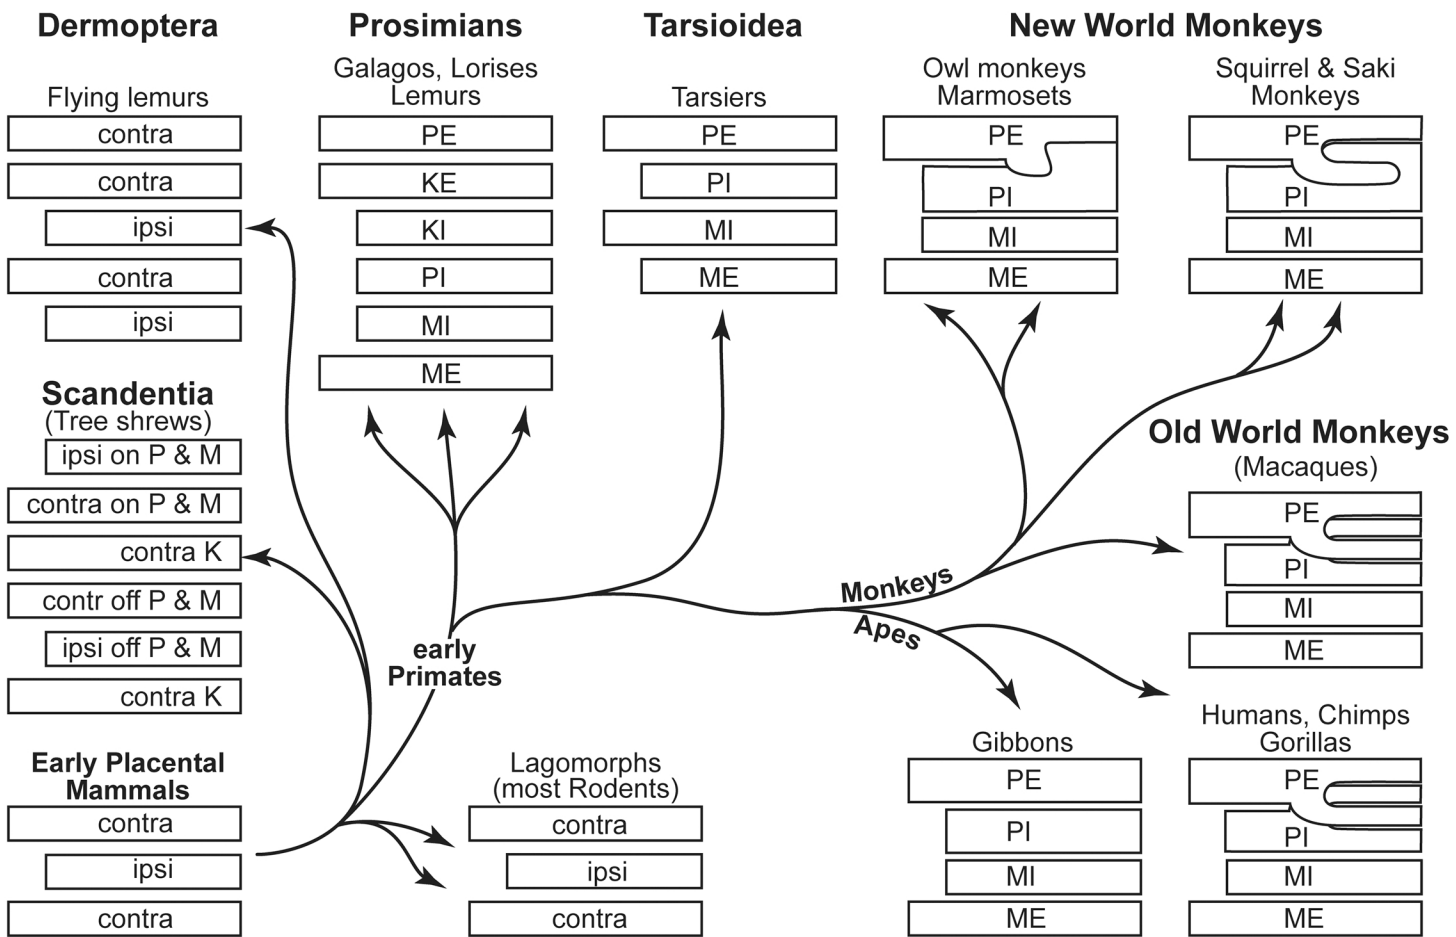 Dermoptera
Flying lemurs
contra
contra
ipsi
contra
ipsi
Scandentia
(Tree shrews)
ipsi on P & M
contra on P & M
contra K
contr off P & M
ipsi off P & M
contra K
Early Placental
Mammals
contra
ipsi
contra
Prosimians
Galagos, Lorises
Lemurs
PE
KE
KI
PI
MI
ME
early
Primates
Lagomorphs
(most Rodents)
contra
ipsi
contra
Tarsioidea
Tarsiers
PE
PI
MI
ME
Monkeys
Apes
New World Monkeys
Owl monkeys
Marmosets
PE
PI
MI
ME
Squirrel & Saki
Monkeys
PE
PI
MI
ME
Old World Monkeys
(Macaques)
PE
PI
MI
ME
Gibbons
PE
PI
MI
ME
Humans, Chimps
Gorillas
PE
PI
MI
ME